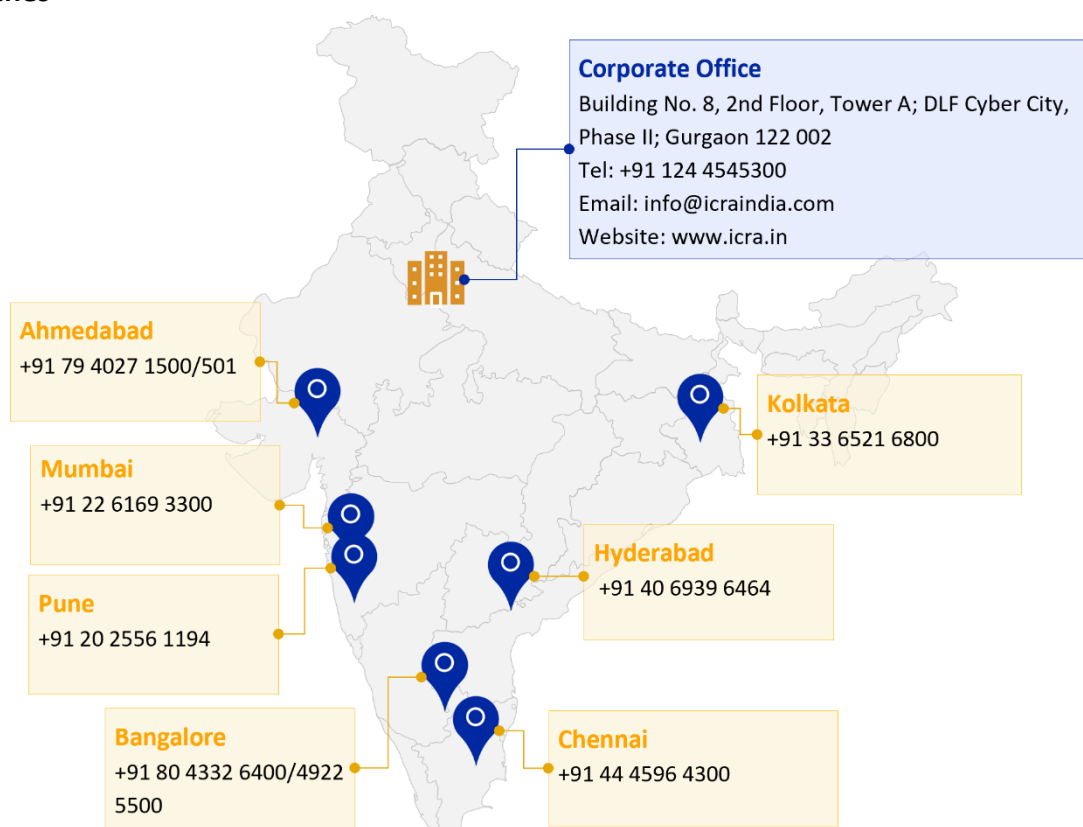 Corporate Office
Building No. 8, 2nd Floor, Tower A; DLF Cyber City,
Phase II; Gurgaon 122 002
Tel: +91 124 4545300
Email: info@icraindia.com
Website: www.icra.in
Ahmedabad
+91 79 4027 1500/501
Kolkata
+91 33 6521 6800
Mumbai
+91 22 6169 3300
Hyderabad
+91 40 6939 6464
Pune
+91 20 2556 1194
Bangalore
+91 80 4332 6400/4922
5500
Chennai
+91 44 4596 4300